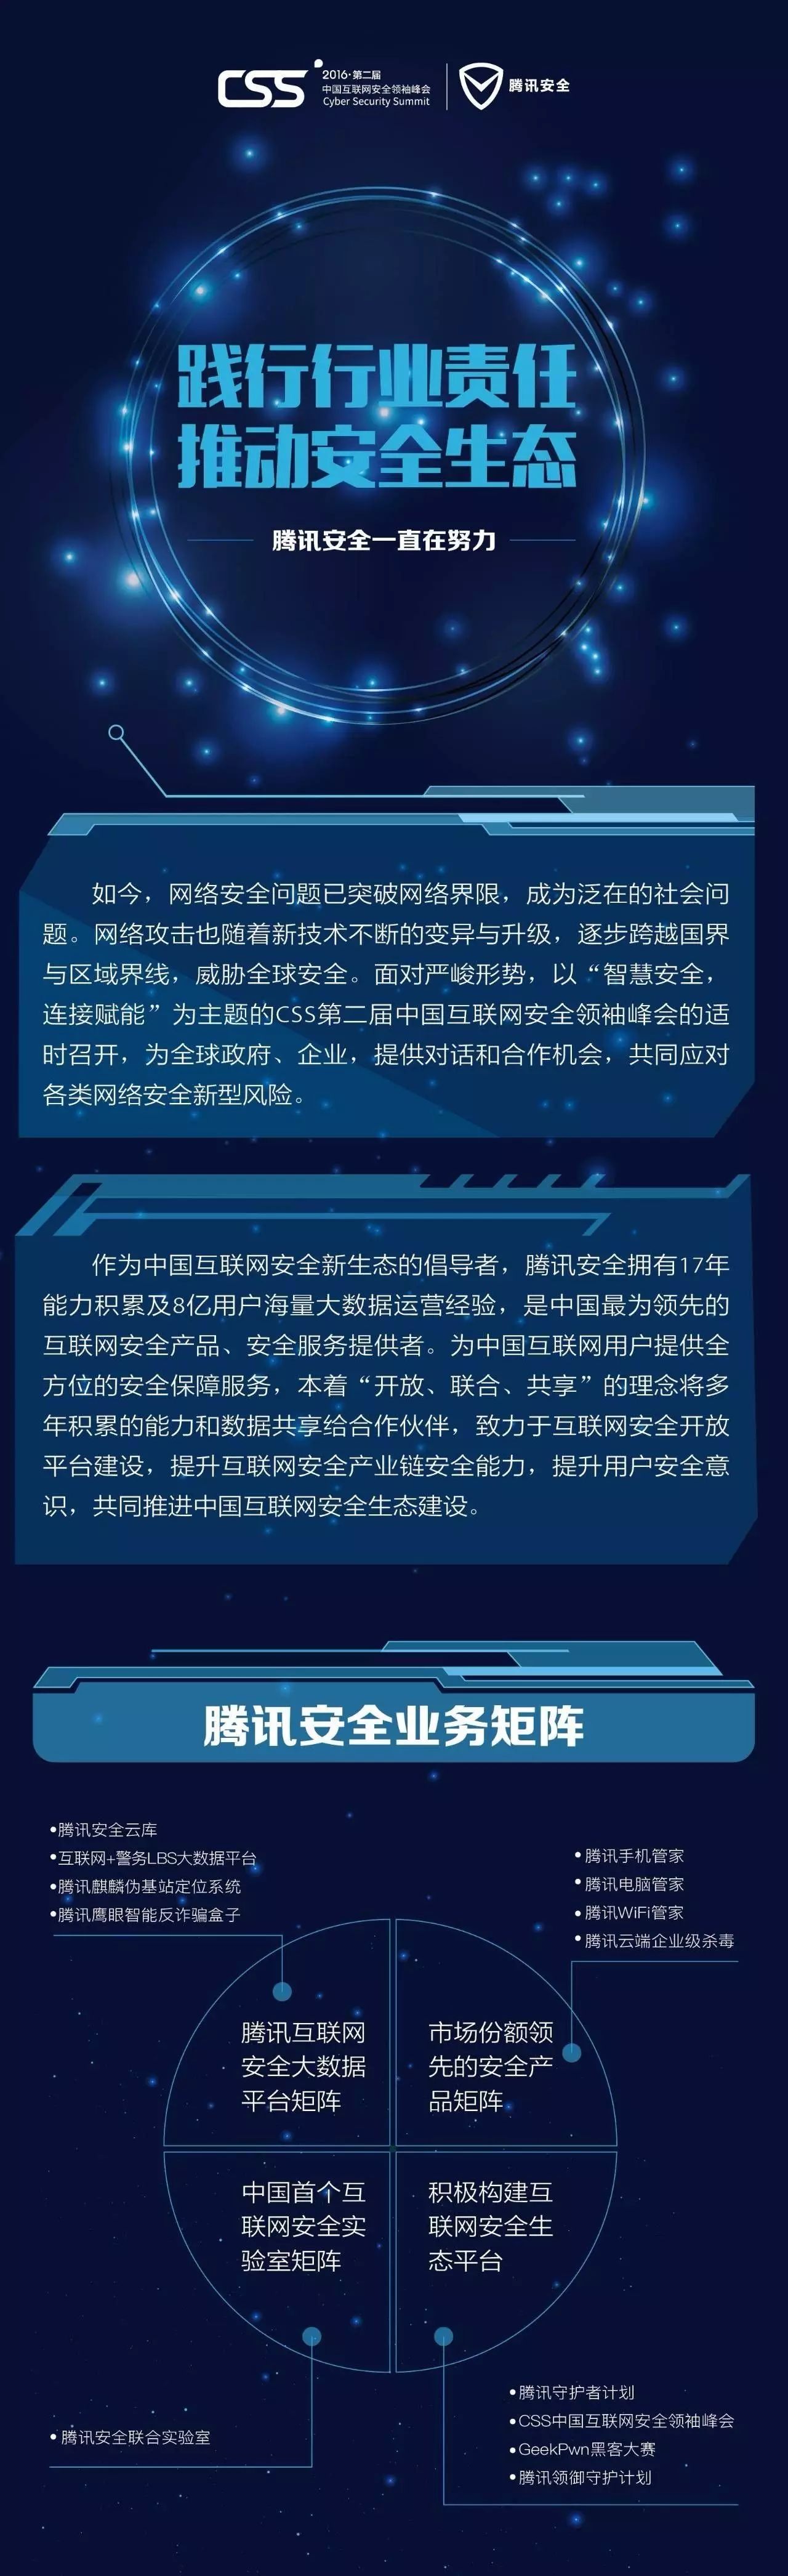 CSS
2016·第二届
中国互联网安全领袖峰会
Cyber Security Summit
腾讯安全
践行行业责任
推动安全生态
腾讯安全一直在努力
如今，网络安全问题已突破网络界限，成为泛在的社会问
题。网络攻击也随着新技术不断的变异与升级，逐步跨越国界
与区域界线，威胁全球安全。面对严峻形势，以“智慧安全，
连接赋能”为主题的CSS第二届中国互联网安全领袖峰会的适
时召开，为全球政府、企业，提供对话和合作机会，共同应对
各类网络安全新型风险。
作为中国互联网安全新生态的倡导者，腾讯安全拥有17年
能力积累及8亿用户海量大数据运营经验，是中国最为领先的
互联网安全产品、安全服务提供者。为中国互联网用户提供全
方位的安全保障服务，本着“开放、联合、共享”的理念将多
年积累的能力和数据共享给合作伙伴，致力于互联网安全开放
平台建设，提升互联网安全产业链安全能力，提升用户安全意
识，共同推进中国互联网安全生态建设。
腾讯安全业务矩阵
•腾讯安全云库
•互联网+警务LBS大数据平台
•腾讯麒麟伪基站定位系统
•腾讯鹰眼智能反诈骗盒子
•腾讯手机管家
•腾讯电脑管家
•腾讯WiFi管家
•腾讯云端企业级杀毒
腾讯互联网
安全大数据
平台矩阵
市场份额领
先的安全产
品矩阵
中国首个互
联网安全实
验室矩阵
积极构建互
联网安全生
态平台
•腾讯安全联合实验室
•腾讯守护者计划
•CSS中国互联网安全领袖峰会
•GeekPwn黑客大赛
•腾讯领御守护计划